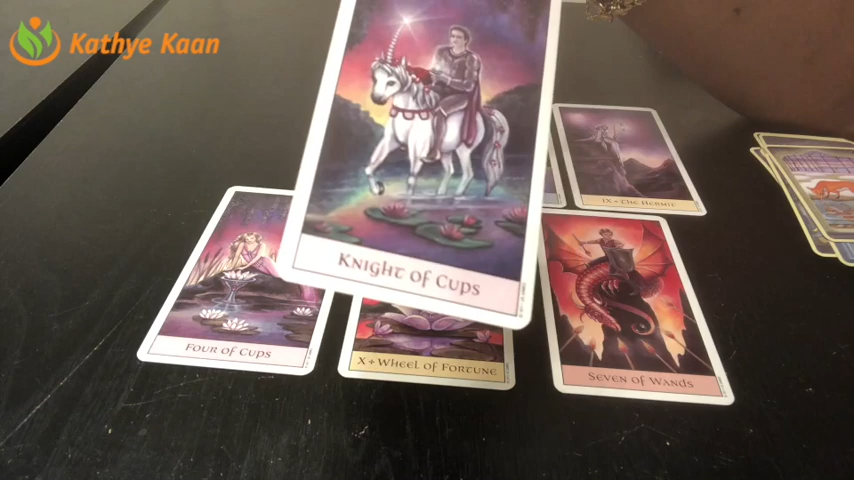 Kathye Kaan
Knight of Cups
IX + The Hermit
Four of Cups
X + Wheel of Fortune
Seven of Wands